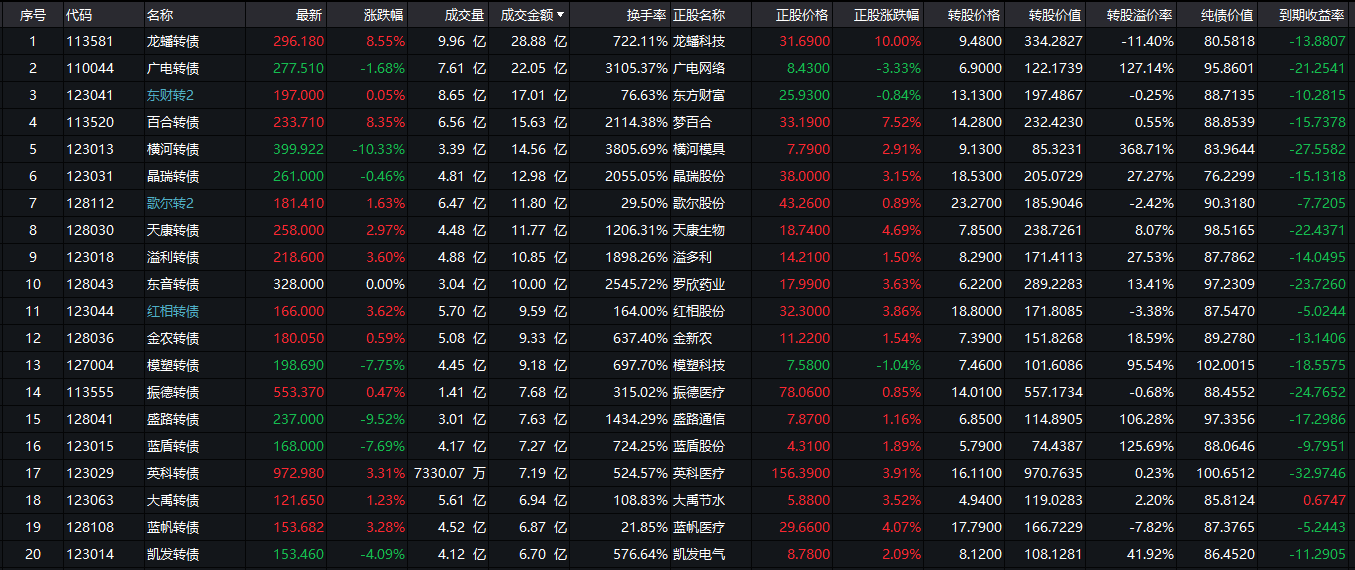 序号 代码 名称 最新 涨跌幅 成交量 成交金额▼ 换手率 正股名称 正股价格 正股涨跌幅 转股价格 转股价值 转股溢价率 纯债价值 到期收益率
1 113581 龙蟠转债 296.180 8.55% 9.96 亿 28.88 亿 722.11% 龙蟠科技 31.6900 10.00% 9.4800 334.2827 -11.40% 80.5818 -13.8807
2 110044 广电转债 277.510 -1.68% 7.61 亿 22.05 亿 3105.37% 广电网络 8.4300 -3.33% 6.9000 122.1739 127.14% 95.8601 -21.2541
3 123041 东财转2 197.000 0.05% 8.65 亿 17.01 亿 76.63% 东方财富 25.9300 -0.84% 13.1300 197.4867 -0.25% 88.7135 -10.2815
4 113520 百合转债 233.710 8.35% 6.56 亿 15.63 亿 2114.38% 梦百合 33.1900 7.52% 14.2800 232.4230 0.55% 88.8539 -15.7378
5 123013 横河转债 399.922 -10.33% 3.39 亿 14.56 亿 3805.69% 横河模具 7.7900 2.91% 9.1300 85.3231 368.71% 83.9644 -27.5582
6 123031 晶瑞转债 261.000 -0.46% 4.81 亿 12.98 亿 2055.05% 晶瑞股份 38.0000 3.15% 18.5300 205.0729 27.27% 76.2299 -15.1318
7 128112 歌尔转2 181.410 1.63% 6.47 亿 11.80 亿 29.50% 歌尔股份 43.2600 0.89% 23.2700 185.9046 -2.42% 90.3180 -7.7205
8 128030 天康转债 258.000 2.97% 4.48 亿 11.77 亿 1206.31% 天康生物 18.7400 4.69% 7.8500 238.7261 8.07% 98.5165 -22.4371
9 123018 溢利转债 218.600 3.60% 4.88 亿 10.85 亿 1898.26% 溢多利 14.2100 1.50% 8.2900 171.4113 27.53% 87.7862 -14.0495
10 128043 东音转债 328.000 0.00% 3.04 亿 10.00 亿 2545.72% 罗欣药业 17.9900 3.63% 6.2200 289.2283 13.41% 97.2309 -23.7260
11 123044 红相转债 166.000 3.62% 5.70 亿 9.59 亿 164.00% 红相股份 32.3000 3.86% 18.8000 171.8085 -3.38% 87.5470 -5.0244
12 128036 金农转债 180.050 0.59% 5.08 亿 9.33 亿 637.40% 金新农 11.2200 1.54% 7.3900 151.8268 18.59% 89.2780 -13.1406
13 127004 模塑转债 198.690 -7.75% 4.45 亿 9.18 亿 697.70% 模塑科技 7.5800 -1.04% 7.4600 101.6086 95.54% 102.0015 -18.5575
14 113555 振德转债 553.370 0.47% 1.41 亿 7.68 亿 315.02% 振德医疗 78.0600 0.85% 14.0100 557.1734 -0.68% 88.4552 -24.7652
15 128041 盛路转债 237.000 -9.52% 3.01 亿 7.63 亿 1434.29% 盛路通信 7.8700 1.16% 6.8500 114.8905 106.28% 97.3356 -17.2986
16 123015 蓝盾转债 168.000 -7.69% 4.17 亿 7.27 亿 724.25% 蓝盾股份 4.3100 1.89% 5.7900 74.4387 125.69% 88.0646 -9.7951
17 123029 英科转债 972.980 3.31% 7330.07 万 7.19 亿 524.57% 英科医疗 156.3900 3.91% 16.1100 970.7635 0.23% 100.6512 -32.9746
18 123063 大禹转债 121.650 1.23% 5.61 亿 6.94 亿 108.83% 大禹节水 5.8800 3.52% 4.9400 119.0283 2.20% 85.8124 0.6747
19 128108 蓝帆转债 153.682 3.28% 4.52 亿 6.87 亿 21.85% 蓝帆医疗 29.6600 4.07% 17.7900 166.7229 -7.82% 87.3765 -5.2443
20 123014 凯发转债 153.460 -4.09% 4.12 亿 6.70 亿 576.64% 凯发电气 8.7800 2.09% 8.1200 108.1281 41.92% 86.4520 -11.2905